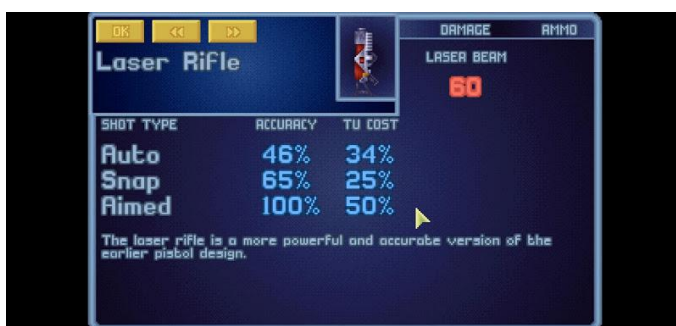 OK << >>
DAMAGE AMMO
Laser Rifle
LASER BEAM
60
SHOT TYPE ACCURACY TU COST
Auto 46% 34%
Snap 65% 25%
Aimed 100% 50%
The laser rifle is a more powerful and accurate version of the
earlier pistol design.